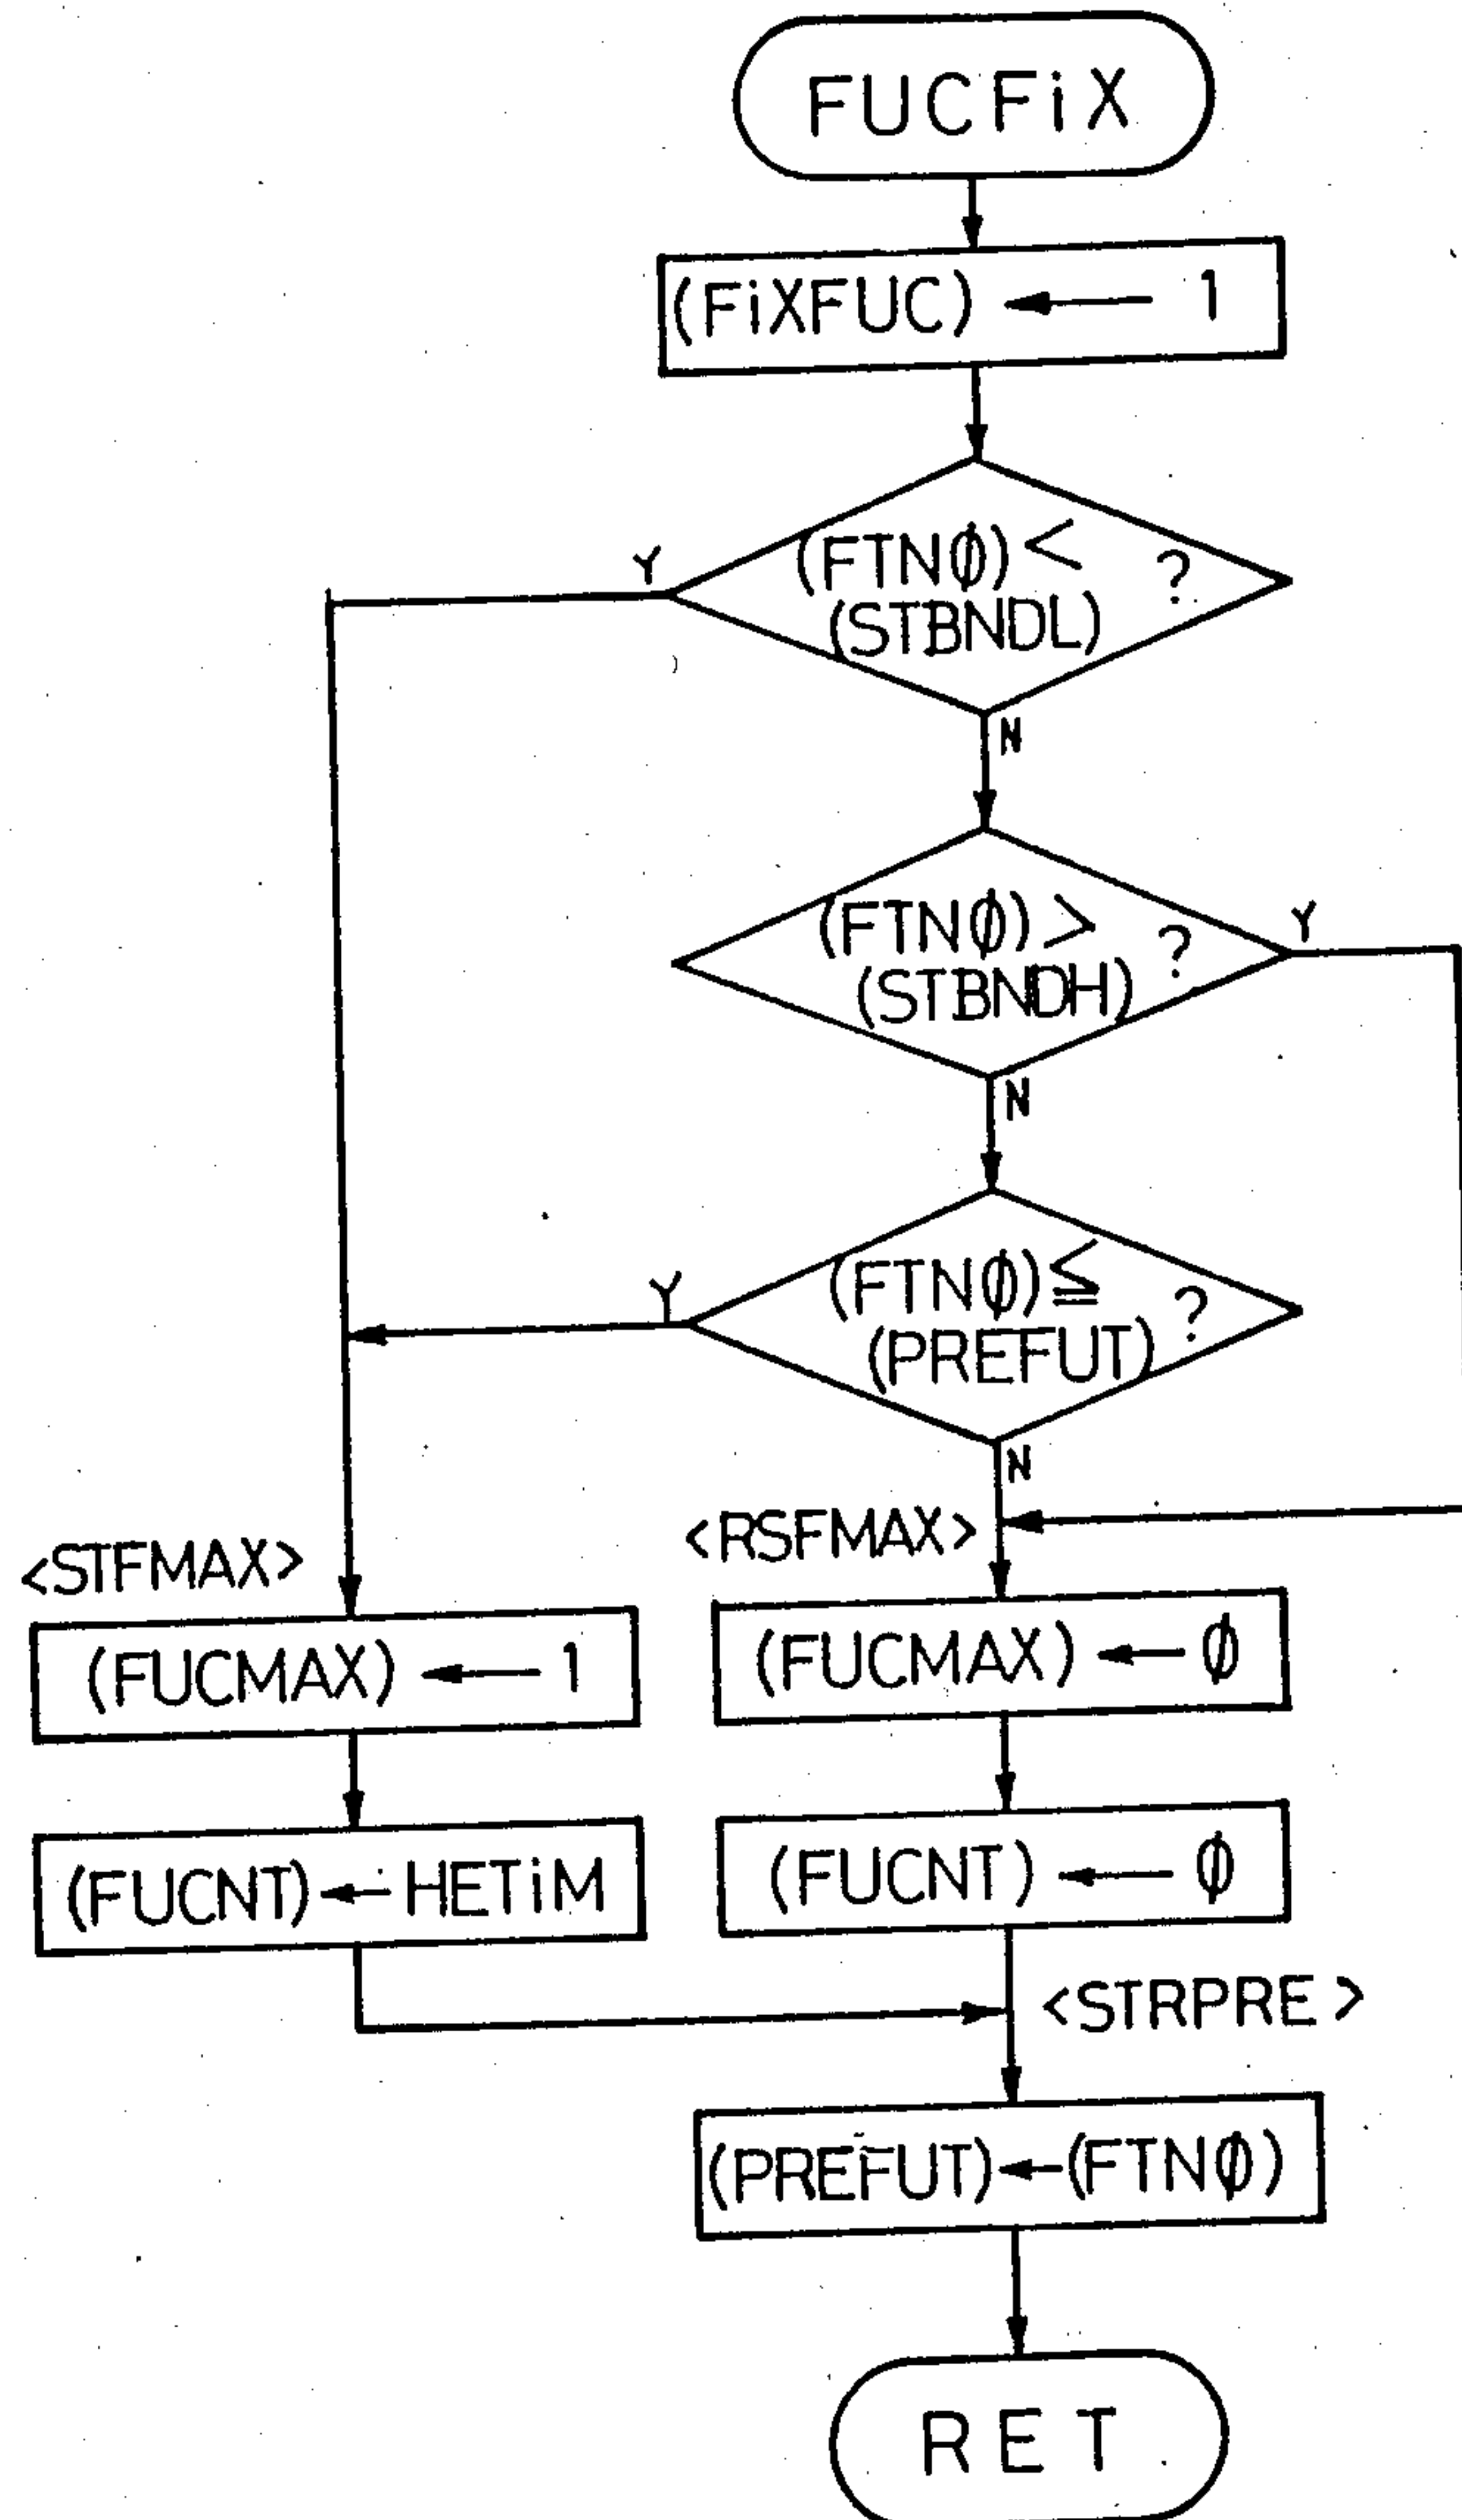 FUCFiX
(FiXFUC) ← 1
Y
(FTNØ) < ?
(STBNDL)
N
(FTNØ) > ?
(STBNDH)
Y
N
Y
(FTNØ) ≦ ?
(PREFUT)
N
<RSFMAX>
<STFMAX>
(FUCMAX) ← 1
(FUCMAX) ← Ø
(FUCNT) ← HETiM
(FUCNT) ← Ø
<STRPRE>
(PREFUT) ← (FTNØ)
RET